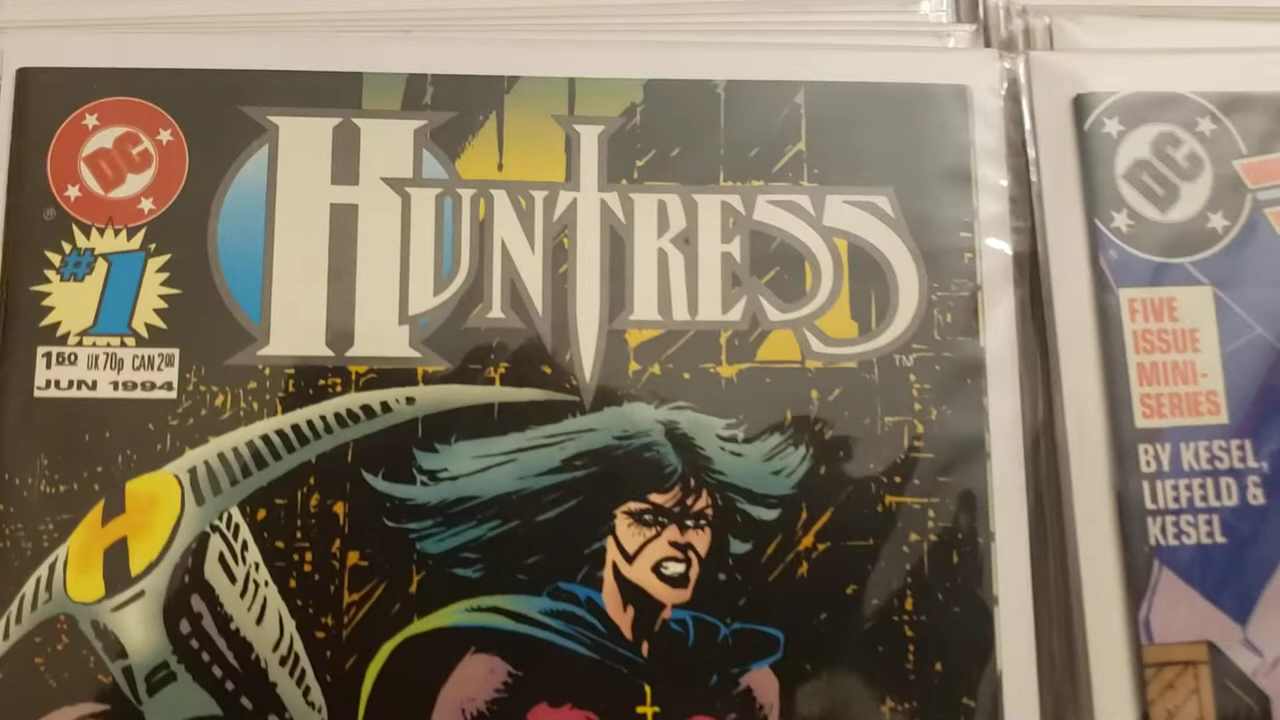 DC
®
#1
1.50 UK 70p CAN 2.00
JUN 1994
HUNTRESS
TM
H
DC
FIVE
ISSUE
MINI-
SERIES
BY KESEL,
LIEFELD &
KESEL